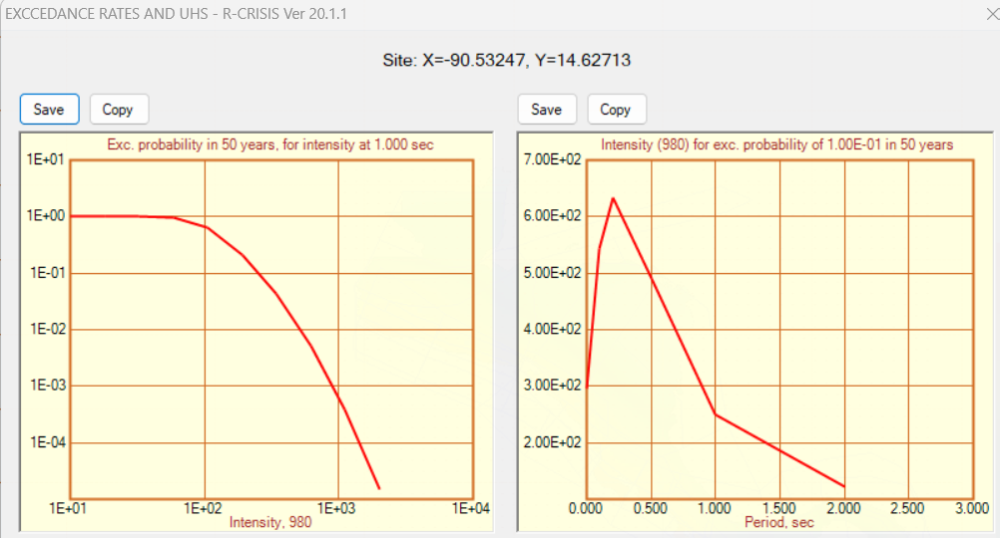 EXCCEDANCE RATES AND UHS - R-CRISIS Ver 20.1.1
Site: X=-90.53247, Y=14.62713
Save
Copy
Exc. probability in 50 years, for intensity at 1.000 sec
1E+01
1E+00
1E-01
1E-02
1E-03
1E-04
1E+01 1E+02 1E+03 1E+04
Intensity, 980
Save
Copy
Intensity (980) for exc. probability of 1.00E-01 in 50 years
7.00E+02
6.00E+02
5.00E+02
4.00E+02
3.00E+02
2.00E+02
0.000 0.500 1.000 1.500 2.000 2.500 3.000
Period, sec